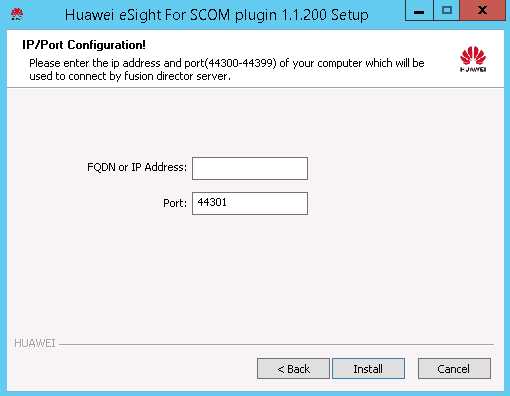 Huawei eSight For SCOM plugin 1.1.200 Setup
IP/Port Configuration!
Please enter the ip address and port(44300-44399) of your computer which will be
used to connect by fusion director server.
HUAWEI
FQDN or IP Address:
Port: 44301
HUAWEI
< Back Install Cancel